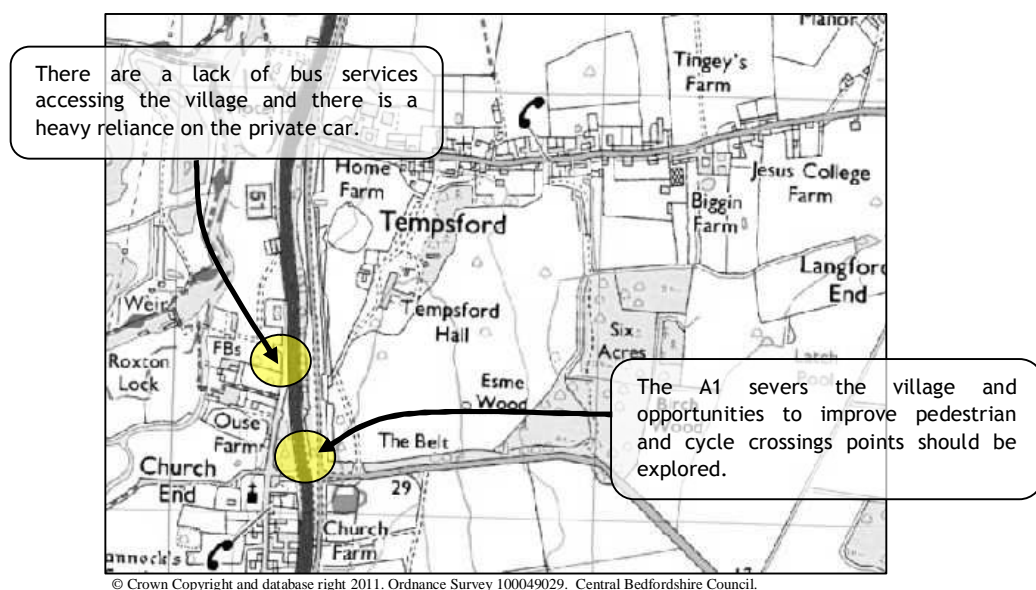 Manor
Tingey's
Farm
There are a lack of bus services
accessing the village and there is a
heavy reliance on the private car.
Home
Farm
Jesus College
Farm
51
Biggin
Farm
Tempsford
Langford
End
Weir
Tempsford
Hall
Six
Acres
FBs
Roxton
Lock
Esme
Wood
The A1 severs the village and
opportunities to improve pedestrian
and cycle crossings points should be
explored.
Ouse
Farm
The Belt
Church
End
29
Church
Farm
© Crown Copyright and database right 2011. Ordnance Survey 100049029. Central Bedfordshire Council.